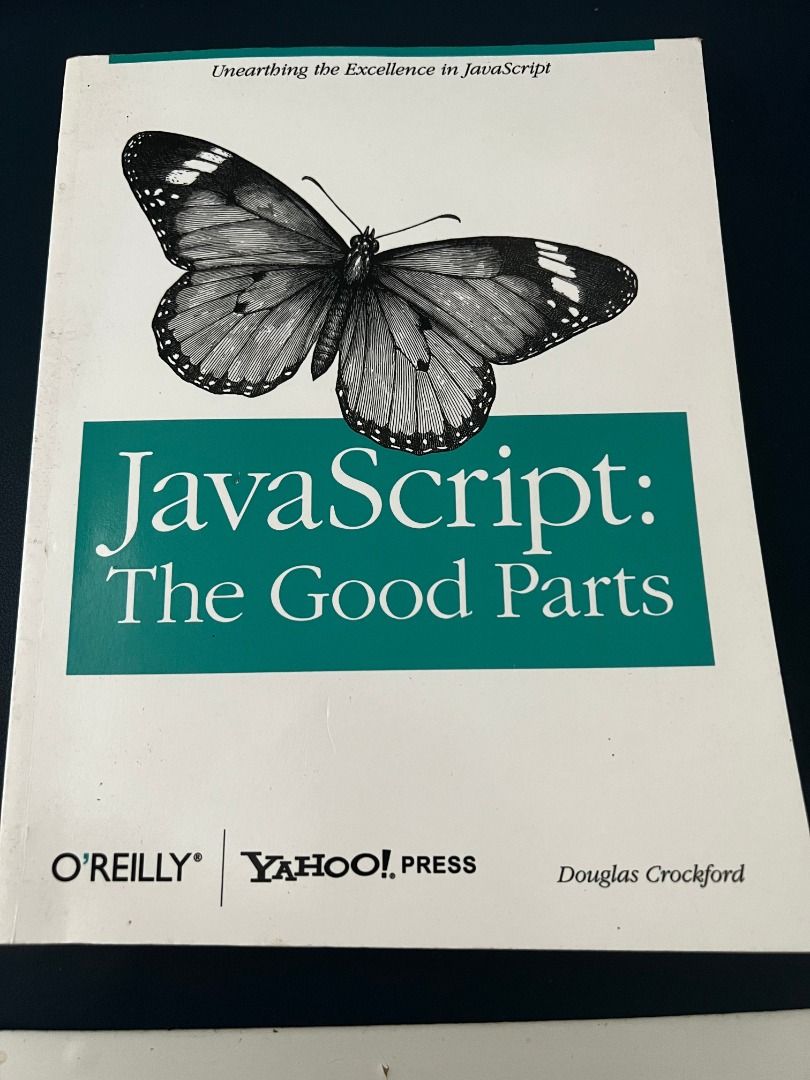 Unearthing the Excellence in JavaScript
JavaScript:
The Good Parts
O'REILLY® YAHOO!® PRESS Douglas Crockford